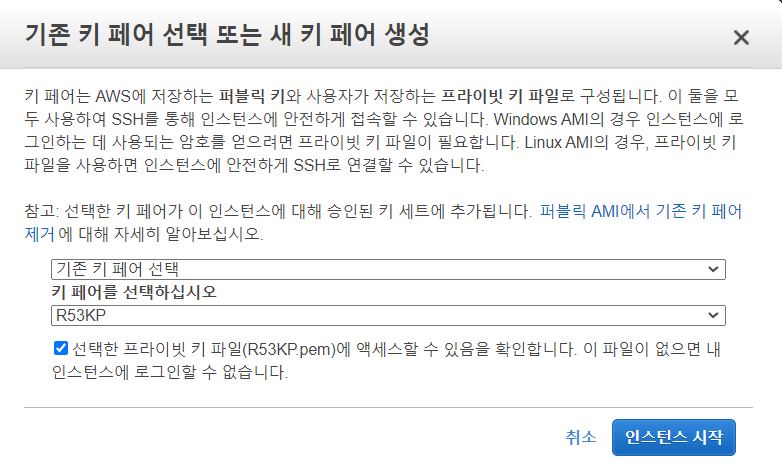 기존 키 페어 선택 또는 새 키 페어 생성
키 페어는 AWS에 저장하는 퍼블릭 키와 사용자가 저장하는 프라이빗 키 파일로 구성됩니다. 이 둘을 모
두 사용하여 SSH를 통해 인스턴스에 안전하게 접속할 수 있습니다. Windows AMI의 경우 인스턴스에 로
그인하는 데 사용되는 암호를 얻으려면 프라이빗 키 파일이 필요합니다. Linux AMI의 경우, 프라이빗 키
파일을 사용하면 인스턴스에 안전하게 SSH로 연결할 수 있습니다.
참고: 선택한 키 페어가 이 인스턴스에 대해 승인된 키 세트에 추가됩니다. 퍼블릭 AMI에서 기존 키 페어
제거에 대해 자세히 알아보십시오.
기존 키 페어 선택
키 페어를 선택하십시오
R53KP
선택한 프라이빗 키 파일(R53KP.pem)에 액세스할 수 있음을 확인합니다. 이 파일이 없으면 내
인스턴스에 로그인할 수 없습니다.
취소 인스턴스 시작